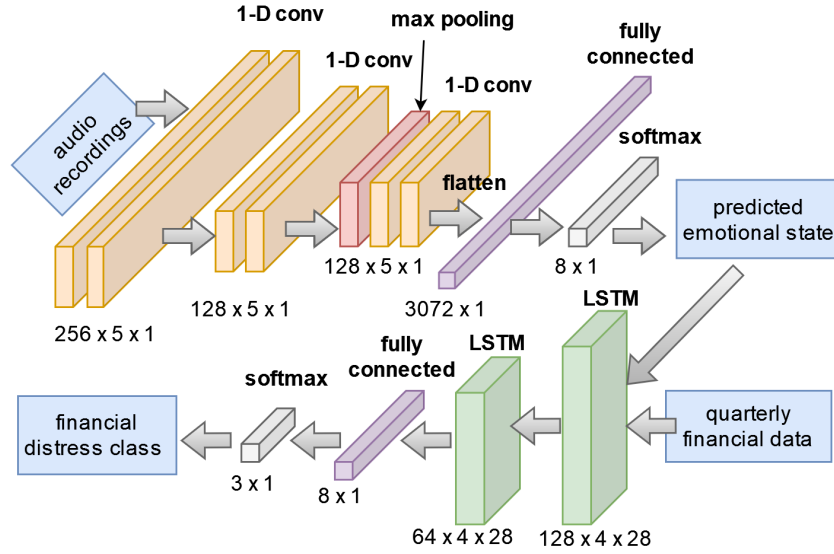 1-D conv
max pooling
fully
connected
1-D conv
1-D conv
softmax
audio
recordings
flatten
predicted
emotional state
256 x 5 x 1
128 x 5 x 1
128 x 5 x 1
3072 x 1
8 x 1
LSTM
LSTM
fully
connected
softmax
financial
distress class
quarterly
financial data
3 x 1
8 x 1
64 x 4 x 28
128 x 4 x 28